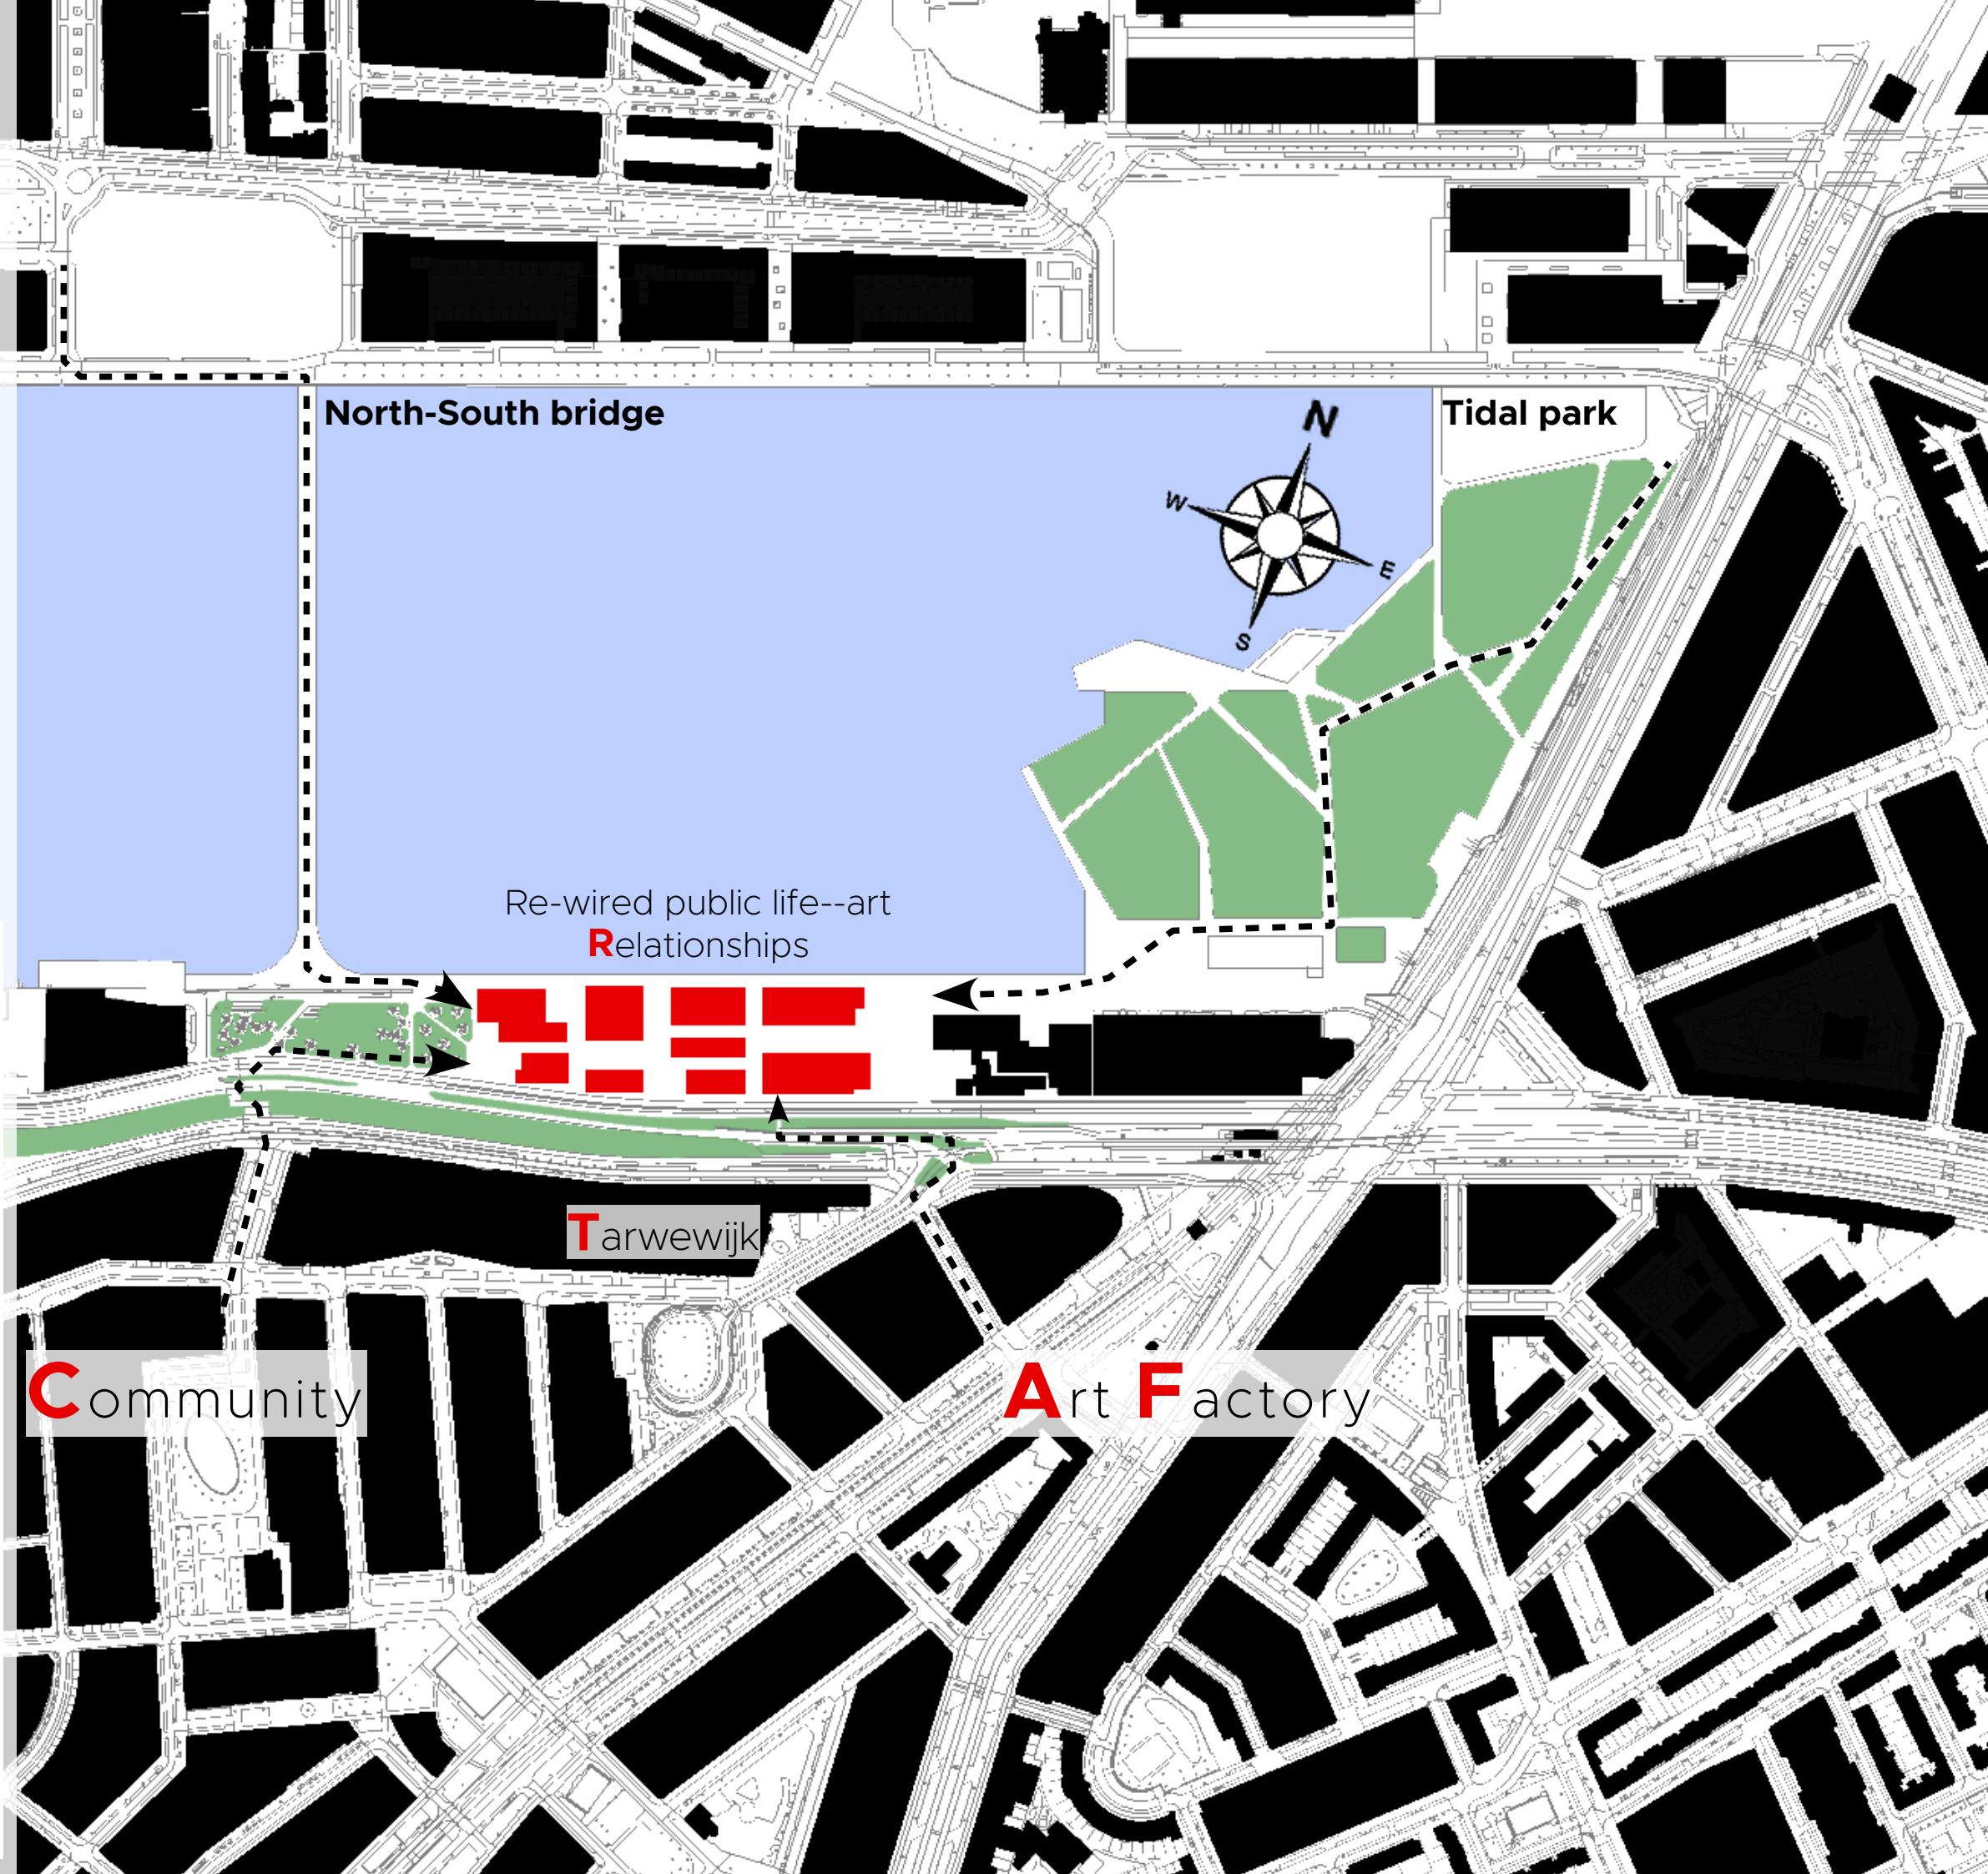 North-South bridge
Tidal park
N
W
E
S
Re-wired public life--art
Relationships
Tarwewijk
Community
Art Factory